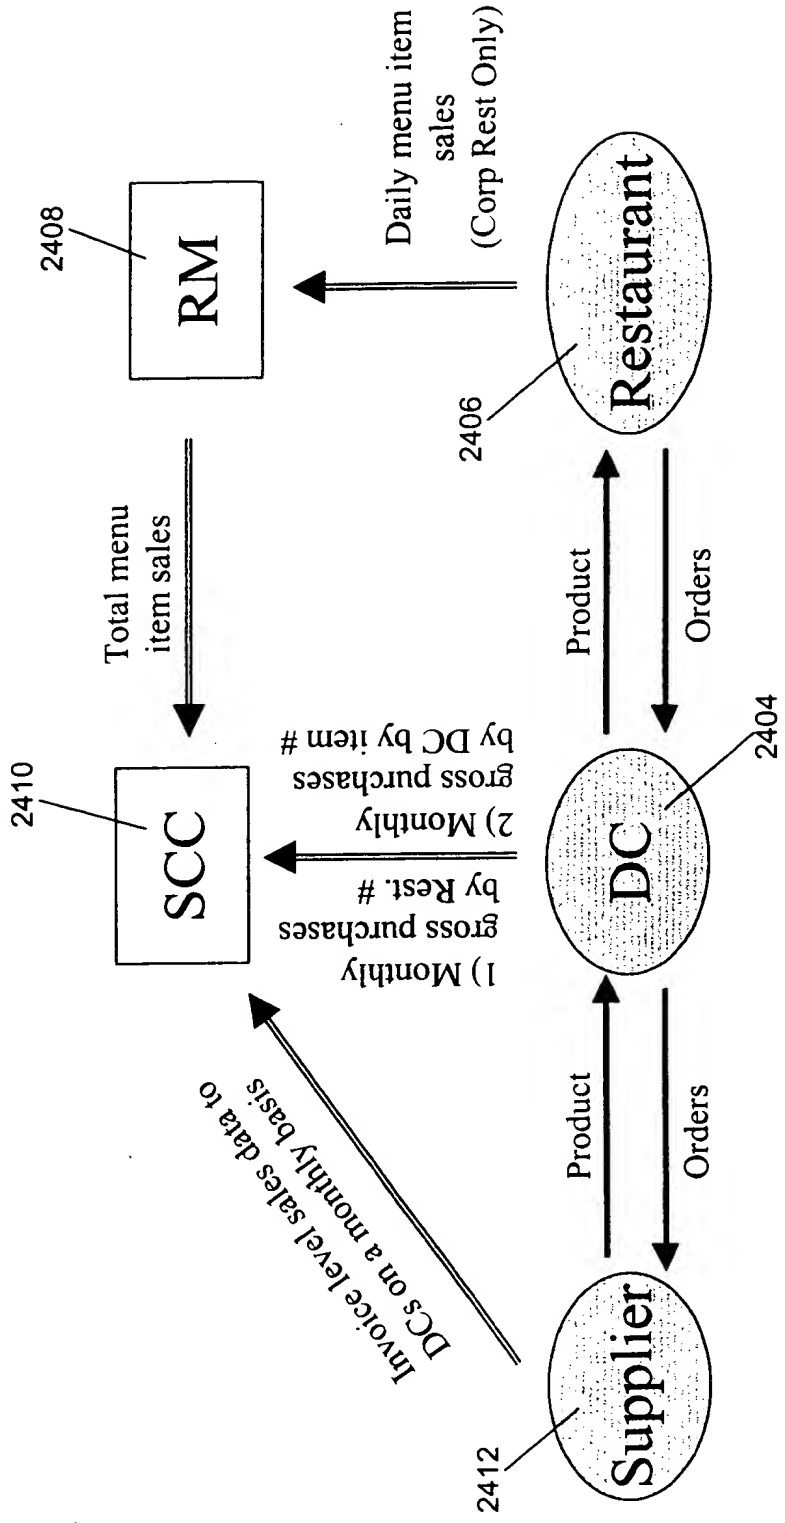 2410
2408
SCC
RM
Total menu
item sales
Invoice level sales data to
DCs on a monthly basis
1) Monthly
gross purchases
by Rest. #
2) Monthly
gross purchases
by DC by item #
Daily menu item
sales
(Corp Rest Only)
2412
2406
Supplier
Product
Orders
DC
2404
Product
Orders
Restaurant